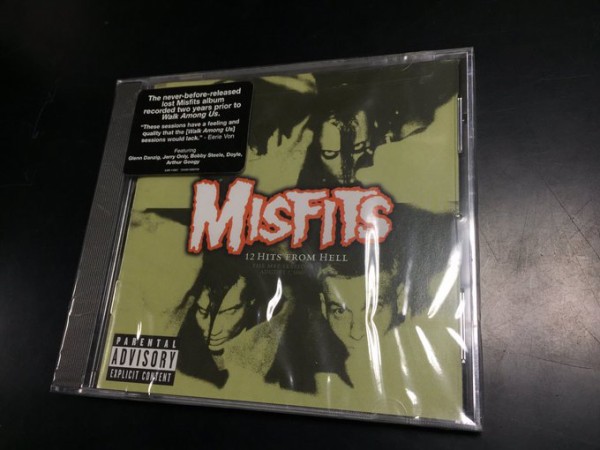 The never-before-released
lost Misfits album
recorded two years prior to
Walk Among Us.
"These sessions have a feeling and
quality that the [Walk Among Us]
sessions would lack." - Eerie Von
Featuring
Glenn Danzig, Jerry Only, Bobby Steele, Doyle,
Arthur Googy
MISFITS
12 HITS FROM HELL
PARENTAL
ADVISORY
EXPLICIT CONTENT